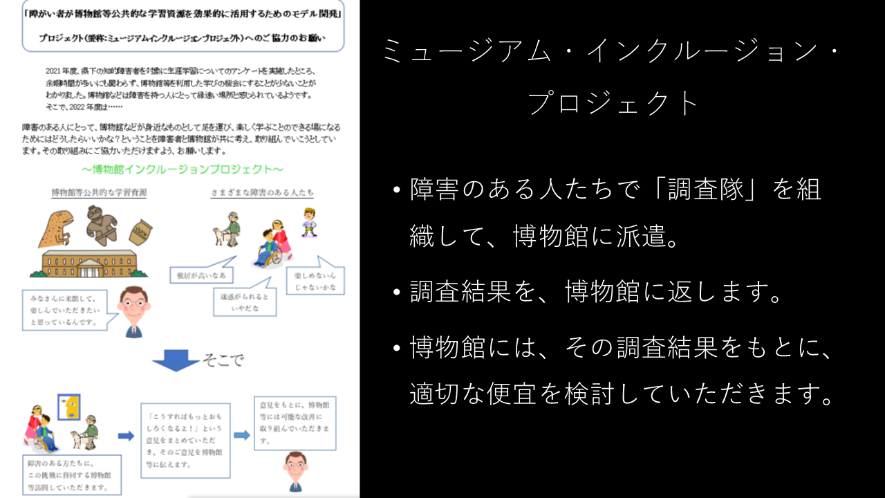 「障がい者が博物館等公共的な学習資源を効果的に活用するためのモデル開発」
プロジェクト(愛称:ミュージアムインクルージョンプロジェクト)へのご協力のお願い
2021年度、県下の知的障害者を対象に生涯学習についてのアンケートを実施したところ、
余暇時間が多いにも関わらず、博物館等を利用した学びの機会にすることが少ないことが
わかりました。博物館などは障害を持つ人にとって縁遠い場所と感じられているようです。
そこで、2022年度は……
障害のある人にとって、博物館などが身近なものとして足を運び、楽しく学ぶことのできる場になる
ためにはどうしたらいいかな?ということを障害者と博物館が共に考え、取り組んでいこうとしてい
ます。その取り組みにご協力いただけますよう、お願いします。
～博物館インクルージョンプロジェクト～
博物館等公共的な学習資源
さまざまな障害のある人たち
敷居が高いなあ
迷惑がられると
いやだな
楽しめないん
じゃないかな
みなさんに来館して、
楽しんでいただきたい
と思っているんです。
そこで
障害のある方たちに、
この挑戦に賛同する博物館
等訪問していただきます。
「こうすればもっとおも
しろくなるよ！」という
意見をまとめていただ
き、そのご意見を博物館
等に伝えます。
意見をもとに、博物館
等には可能な改善に
取り組んでいただきま
す。
ミュージアム・インクルージョン・
プロジェクト
• 障害のある人たちで「調査隊」を組
織して、博物館に派遣。
• 調査結果を、博物館に返します。
• 博物館には、その調査結果をもとに、
適切な便宜を検討していただきます。